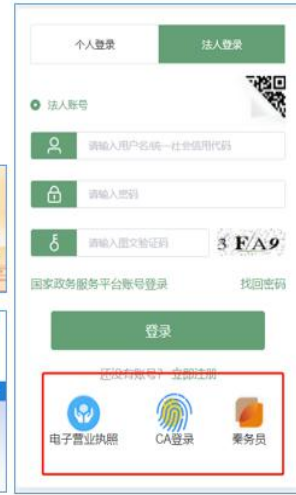 个人登录
法人登录
法人账号
请输入用户名/统一社会信用代码
请输入密码
请输入图文验证码
3 FA9
国家政务服务平台账号登录
找回密码
登录
还没有账号? 立即注册
电子营业执照
CA登录
秦务员